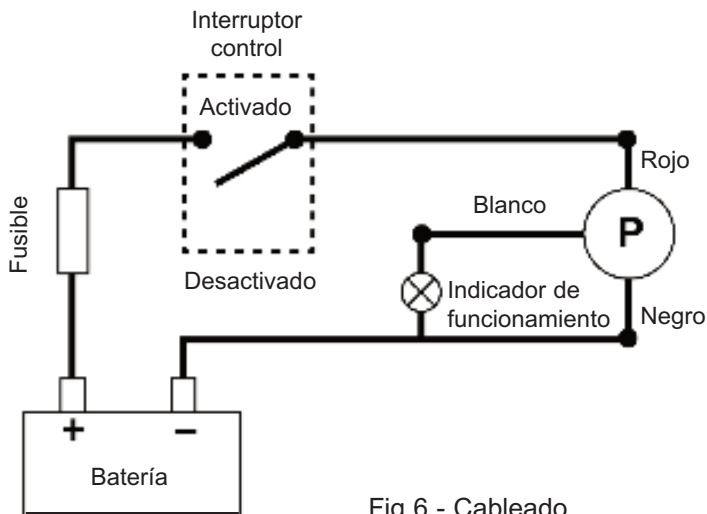 Interruptor
control
Activado
Rojo
Blanco
P
Fusible
Desactivado
Indicador de
funcionamiento
Negro
+ −
Batería
Fig 6 - Cableado